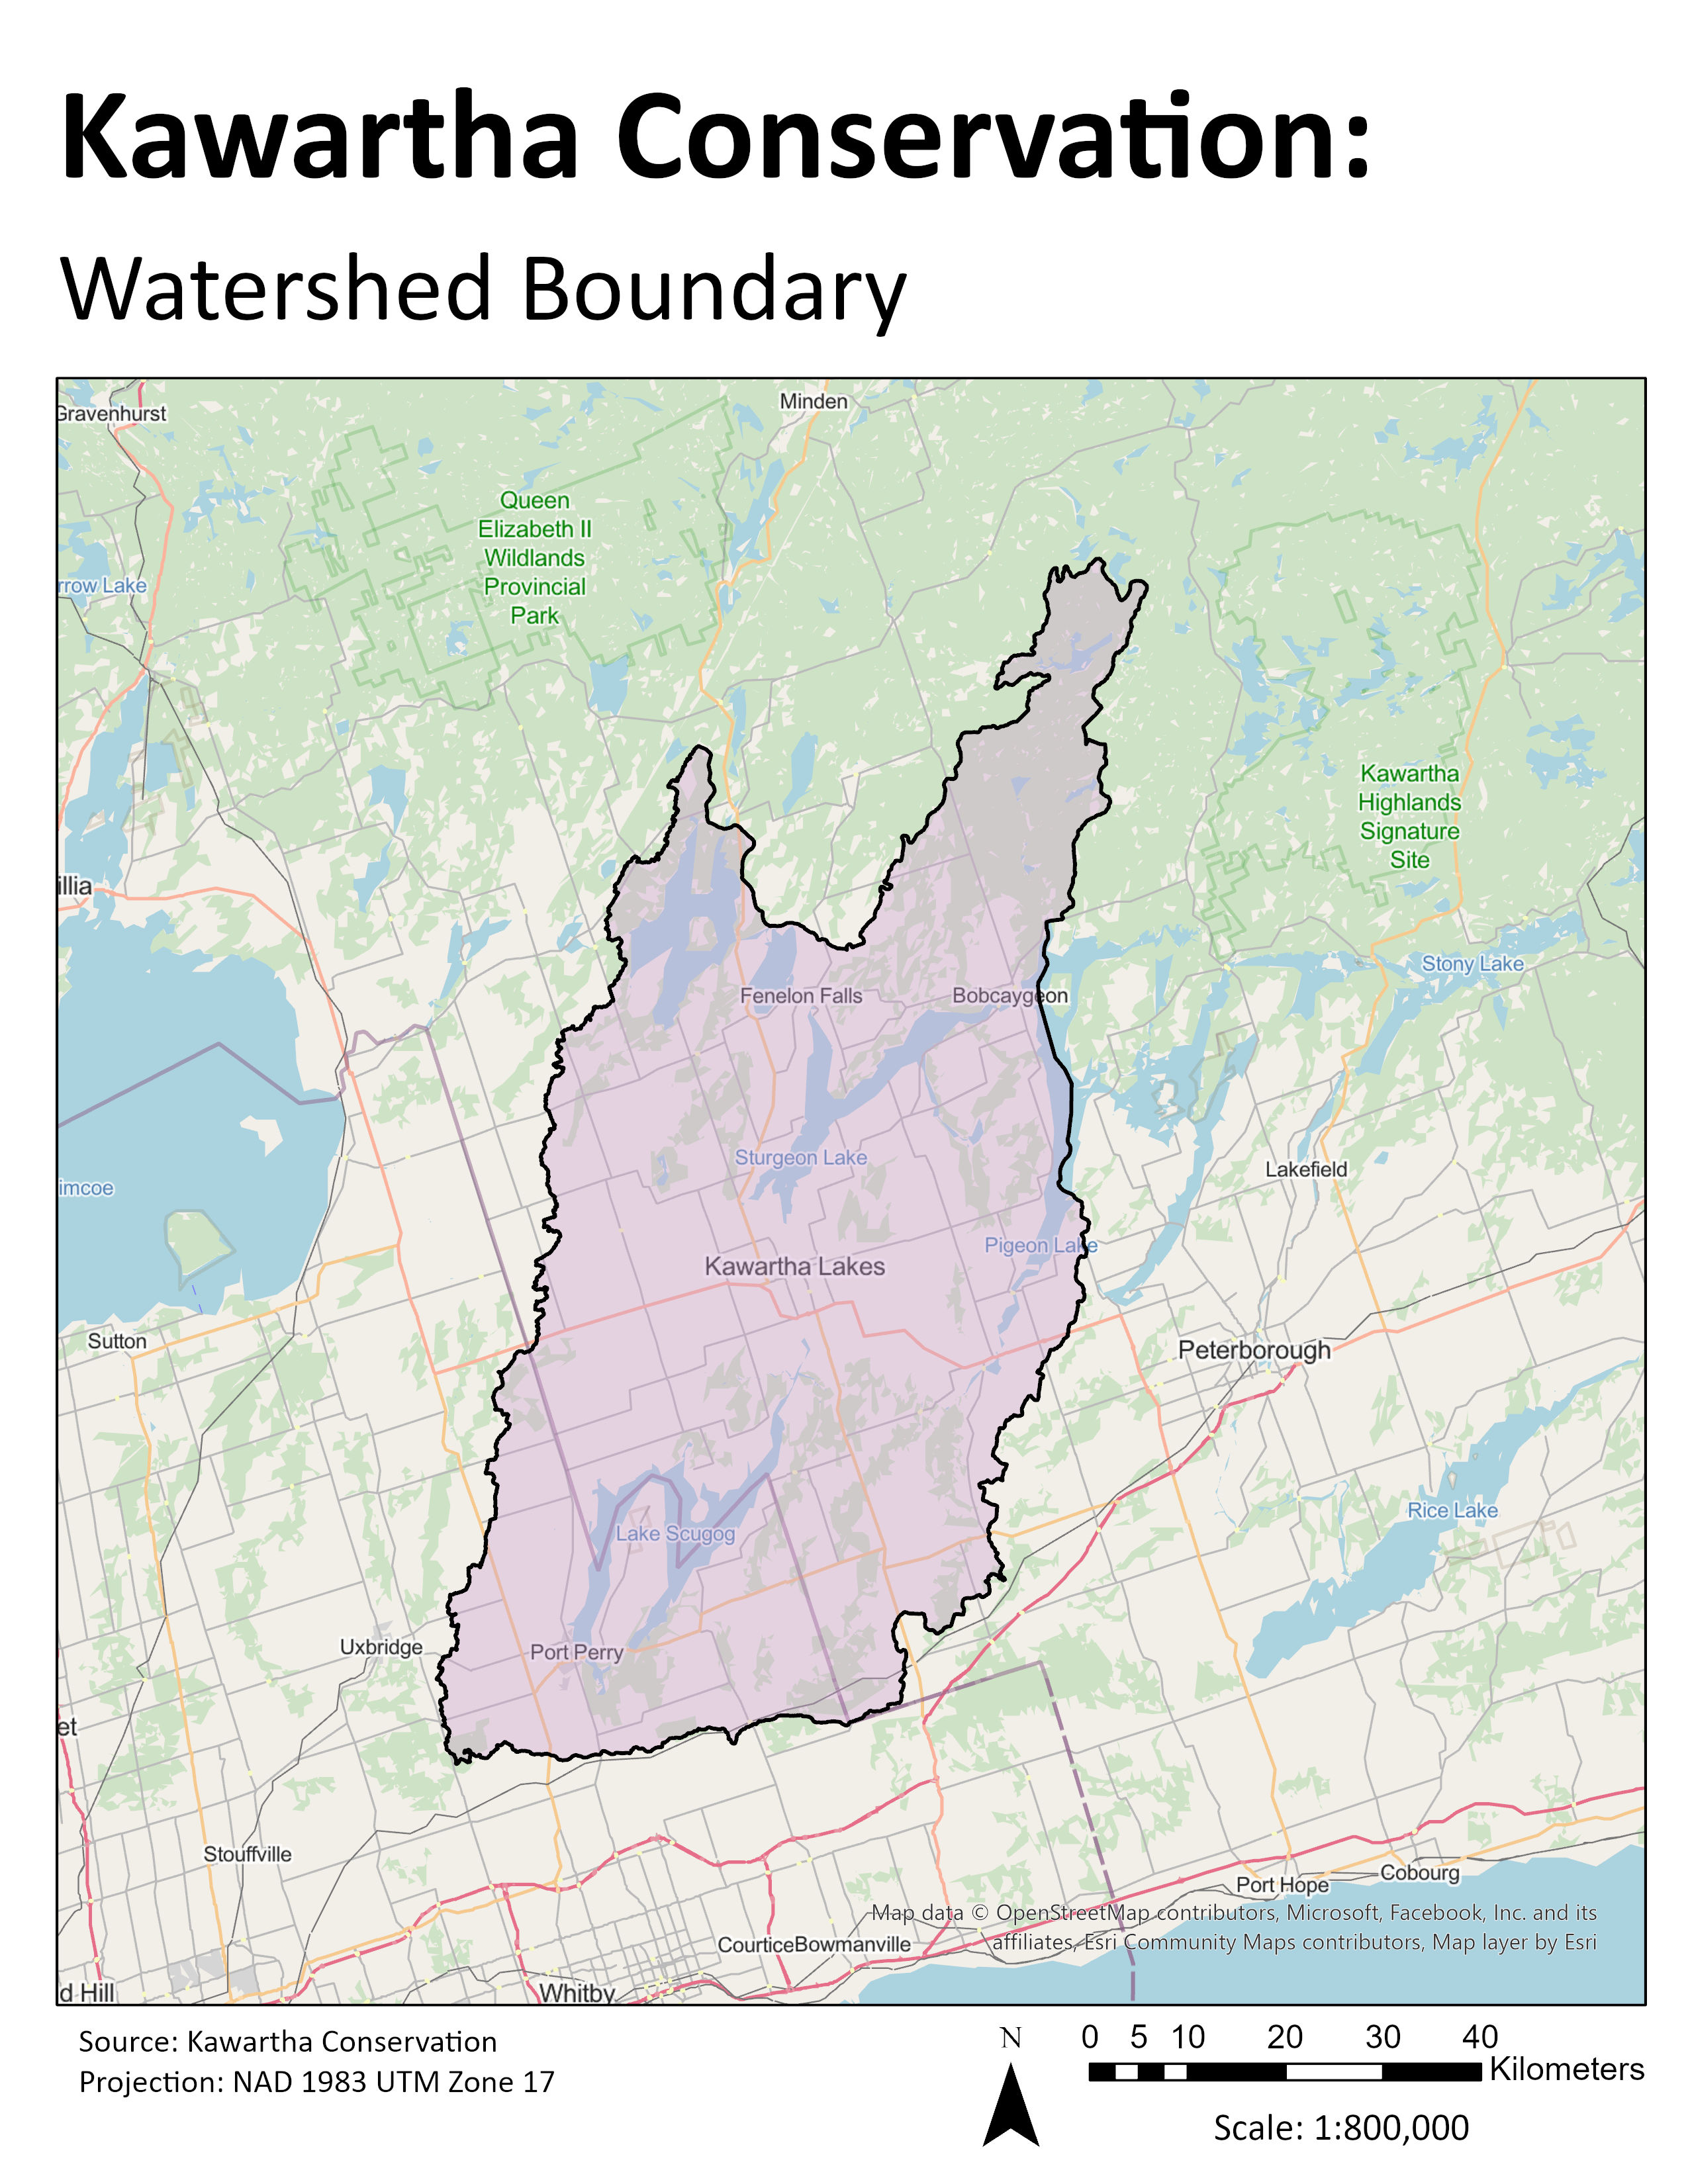 Kawartha Conservation:
Watershed Boundary
Gravenhurst
Minden
Queen
Elizabeth II
Wildlands
Provincial
Park
rrow Lake
Kawartha
Highlands
Signature
Site
illia
Stony Lake
Fenelon Falls
Bobcaygeon
Sturgeon Lake
Lakefield
imcoe
Pigeon Lake
Kawartha Lakes
Sutton
Peterborough
Rice Lake
Lake Scugog
Uxbridge
Port Perry
et
Stouffville
Cobourg
Port Hope
Map data © OpenStreetMap contributors, Microsoft, Facebook, Inc. and its
affiliates, Esri Community Maps contributors, Map layer by Esri
Courtice
Bowmanville
d Hill
Whitby
Source: Kawartha Conservation
Projection: NAD 1983 UTM Zone 17
N
0 5 10 20 30 40
Kilometers
Scale: 1:800,000